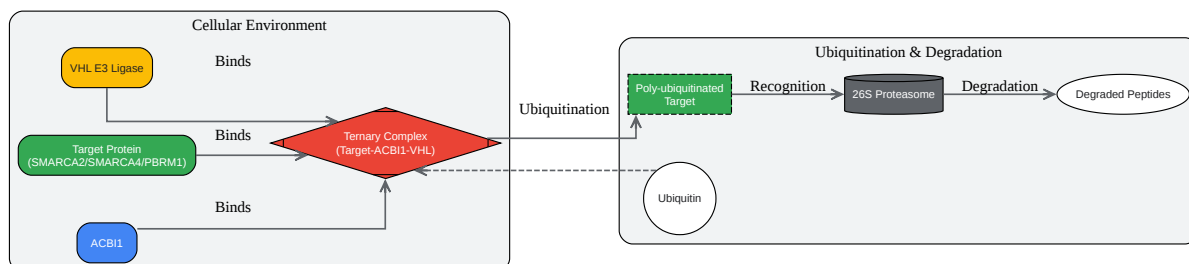 Cellular Environment
Binds
VHL E3 Ligase
Binds
Target Protein
(SMARCA2/SMARCA4/PBRM1)
Ternary Complex
(Target-ACBI1-VHL)
Binds
ACBI1
Ubiquitination
Ubiquitination & Degradation
Poly-ubiquitinated
Target
Recognition
26S Proteasome
Degradation
Degraded Peptides
Ubiquitin